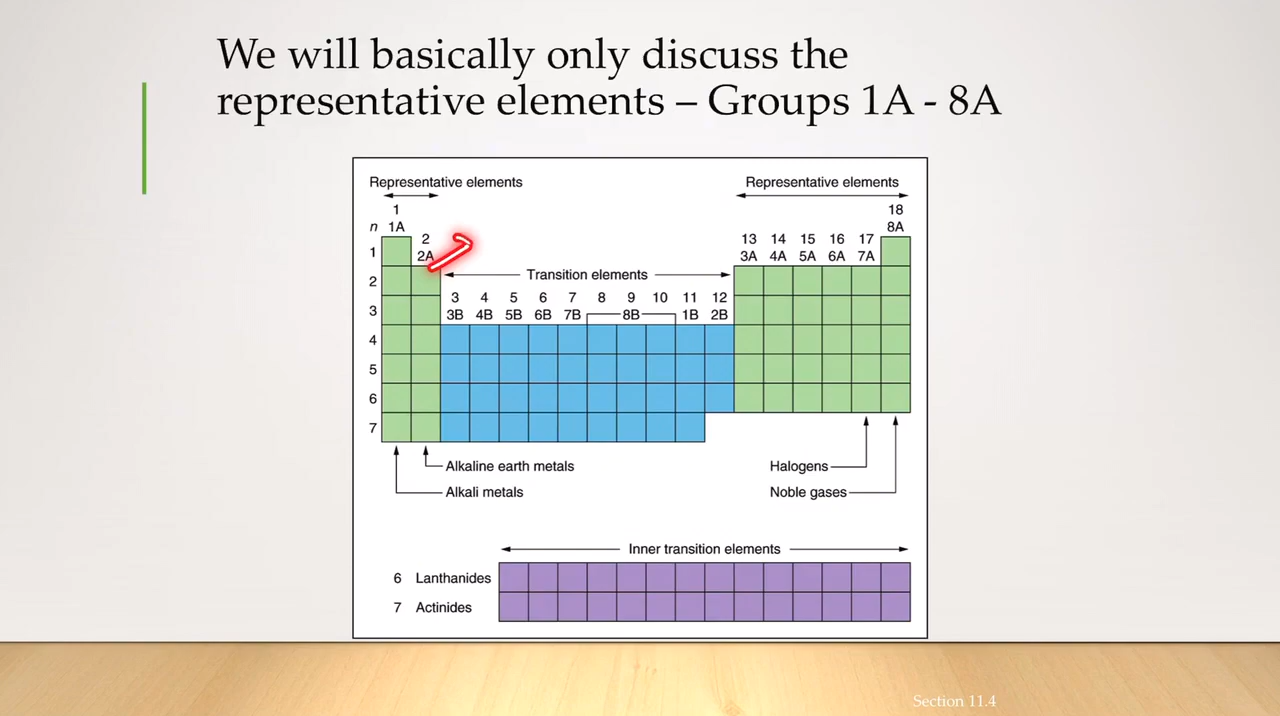 We will basically only discuss the
representative elements – Groups 1A - 8A
Representative elements
Representative elements
1
18
n 1A
8A
1
2
13 14 15 16 17
2A
3A 4A 5A 6A 7A
2
Transition elements
3
3 4 5 6 7 8 9 10 11 12
3B 4B 5B 6B 7B 8B 1B 2B
4
5
6
7
Alkaline earth metals
Halogens
Alkali metals
Noble gases
Inner transition elements
6 Lanthanides
7 Actinides
Section 11.4